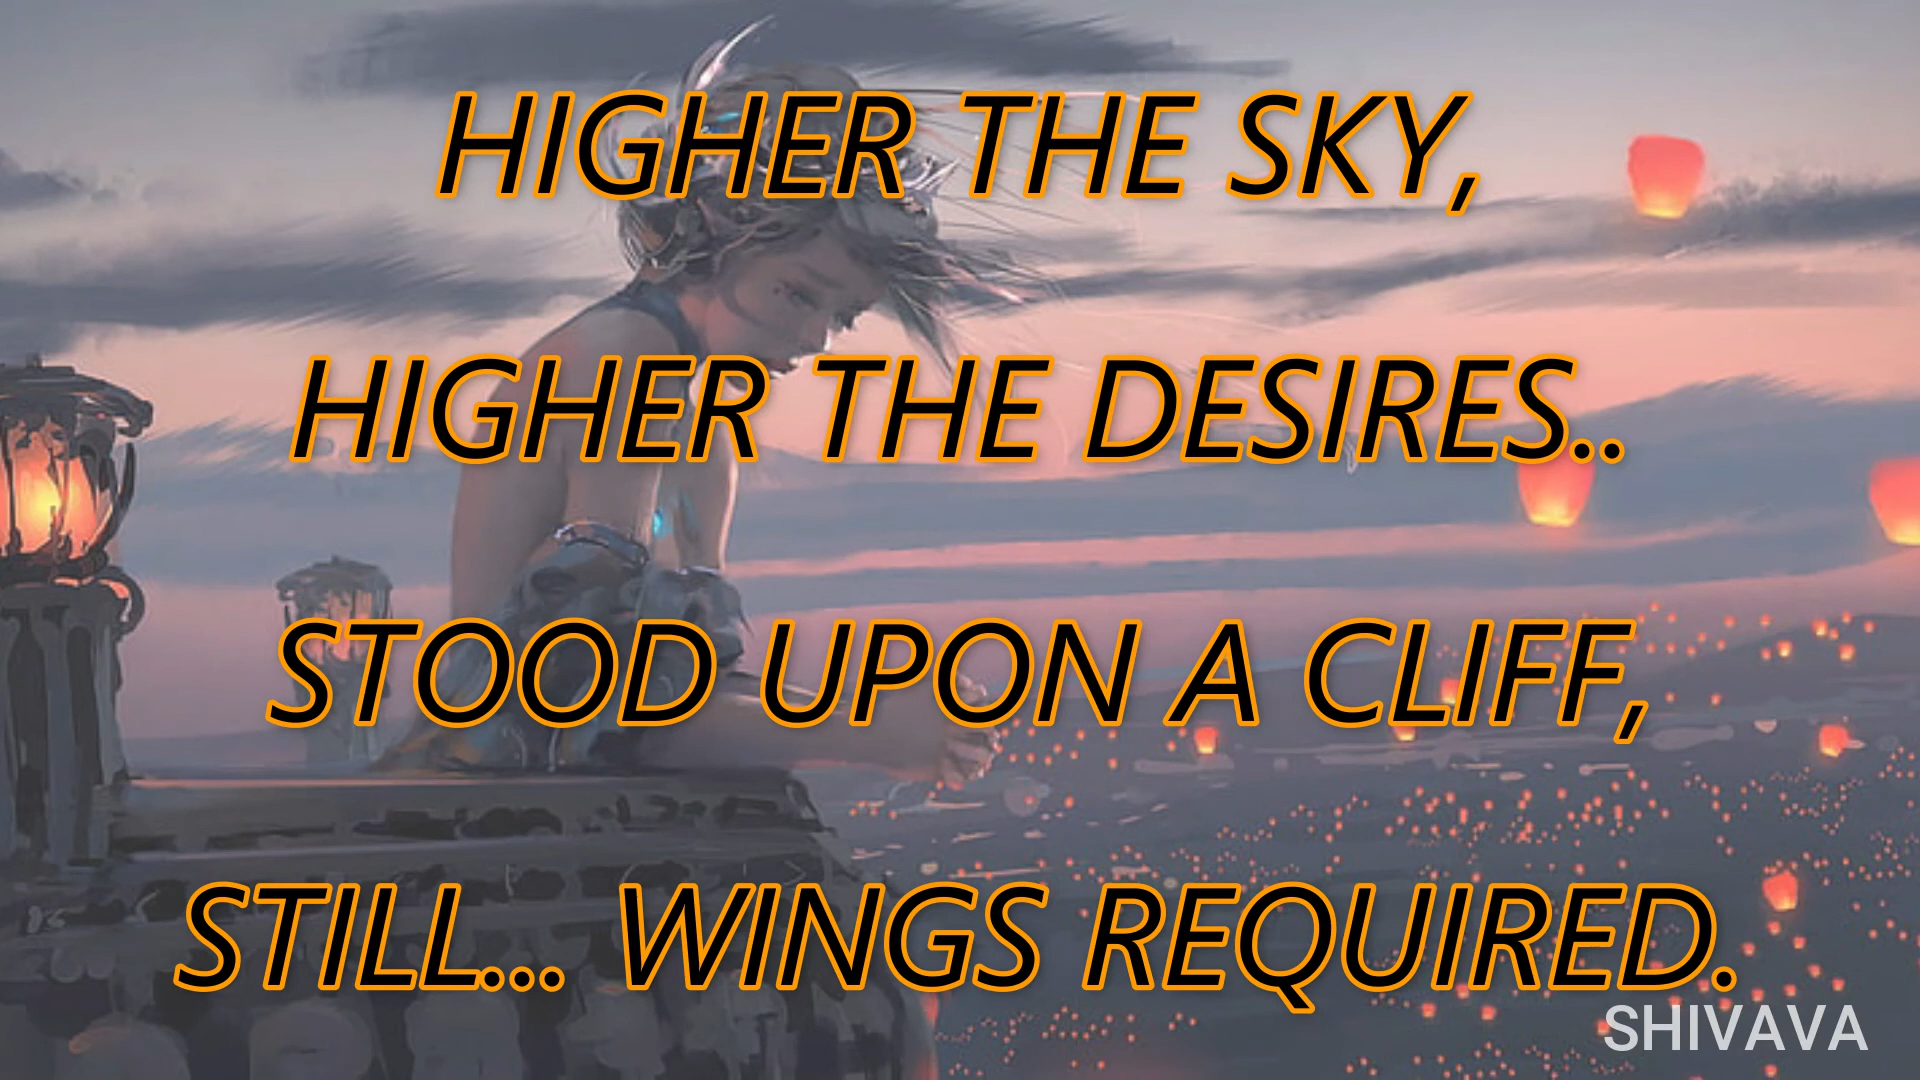 HIGHER THE SKY,
HIGHER THE DESIRES..
STOOD UPON A CLIFF,
STILL... WINGS REQUIRED.
SHIVAVA